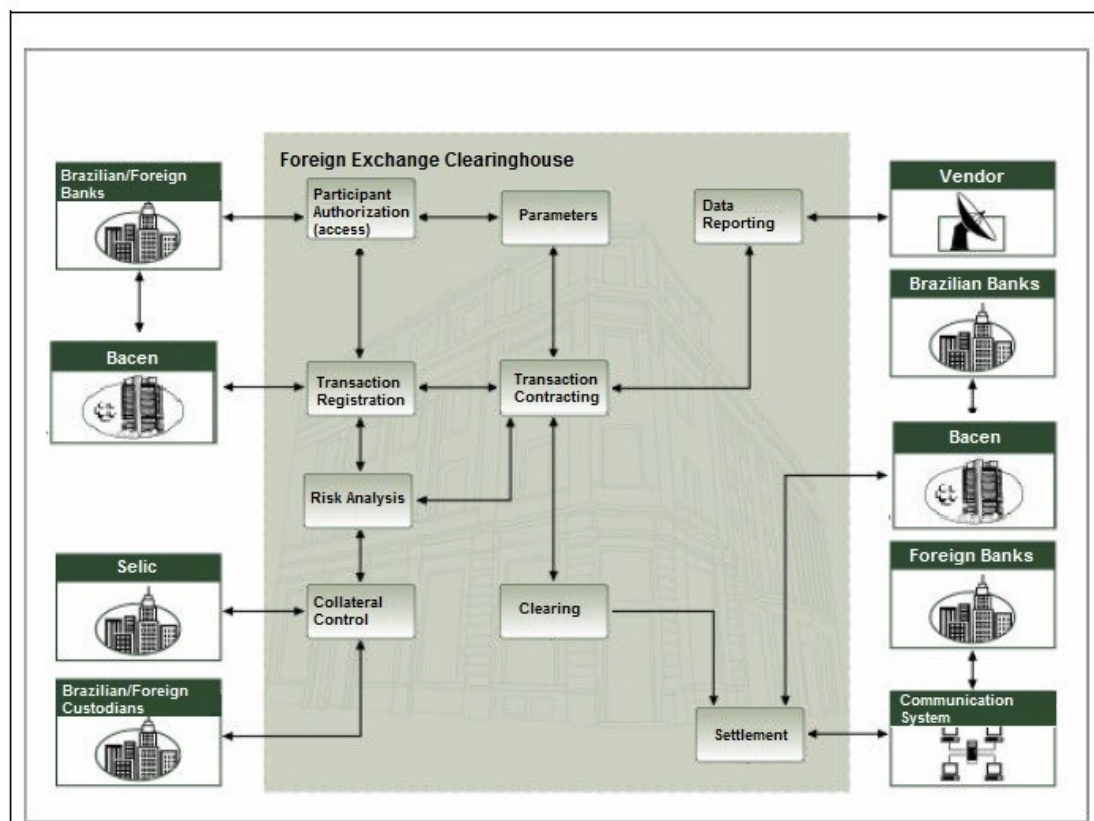 Foreign Exchange Clearinghouse
Brazilian/Foreign
Banks
Participant
Authorization
(access)
Parameters
Data
Reporting
Vendor
Brazilian Banks
Bacen
Transaction
Registration
Transaction
Contracting
Bacen
Risk Analysis
Selic
Collateral
Control
Clearing
Foreign Banks
Brazilian/Foreign
Custodians
Settlement
Communication
System